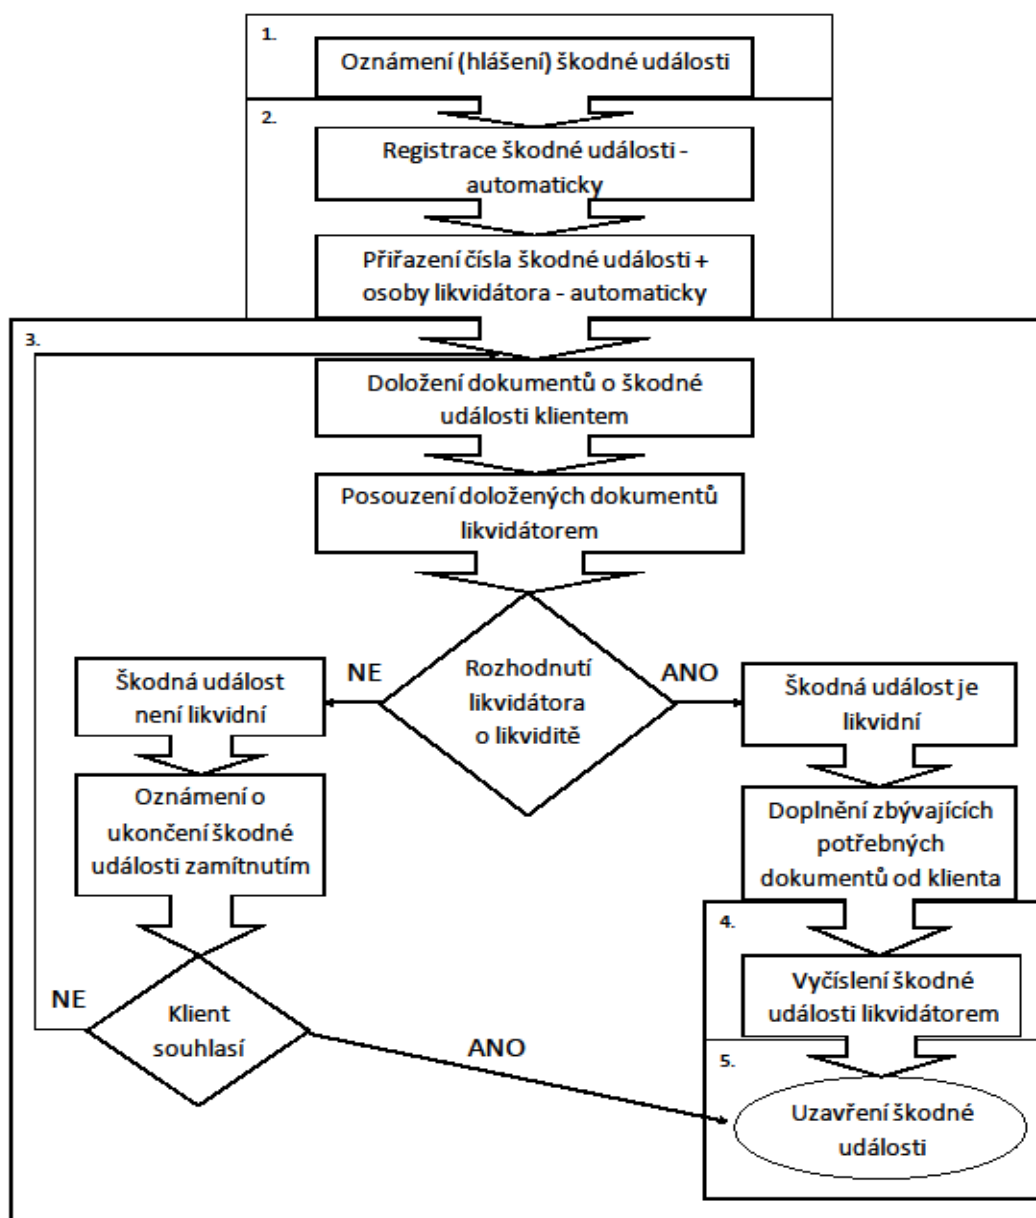 1.
Oznámení (hlášení) škodné události
2.
Registrace škodné události -
automaticky
Přiřazení čísla škodné události +
osoby likvidátora - automaticky
3.
Doložení dokumentů o škodné
události klientem
Posouzení doložených dokumentů
likvidátorem
Rozhodnutí
likvidátora
o likviditě
NE
ANO
Škodná událost
není likvidní
Oznámení o
ukončení škodné
události zamítnutím
Klient
souhlasí
NE
ANO
Škodná událost je
likvidní
Doplnění zbývajících
potřebných
dokumentů od klienta
4.
Vyčíslení škodné
události likvidátorem
5.
Uzavření škodné
události